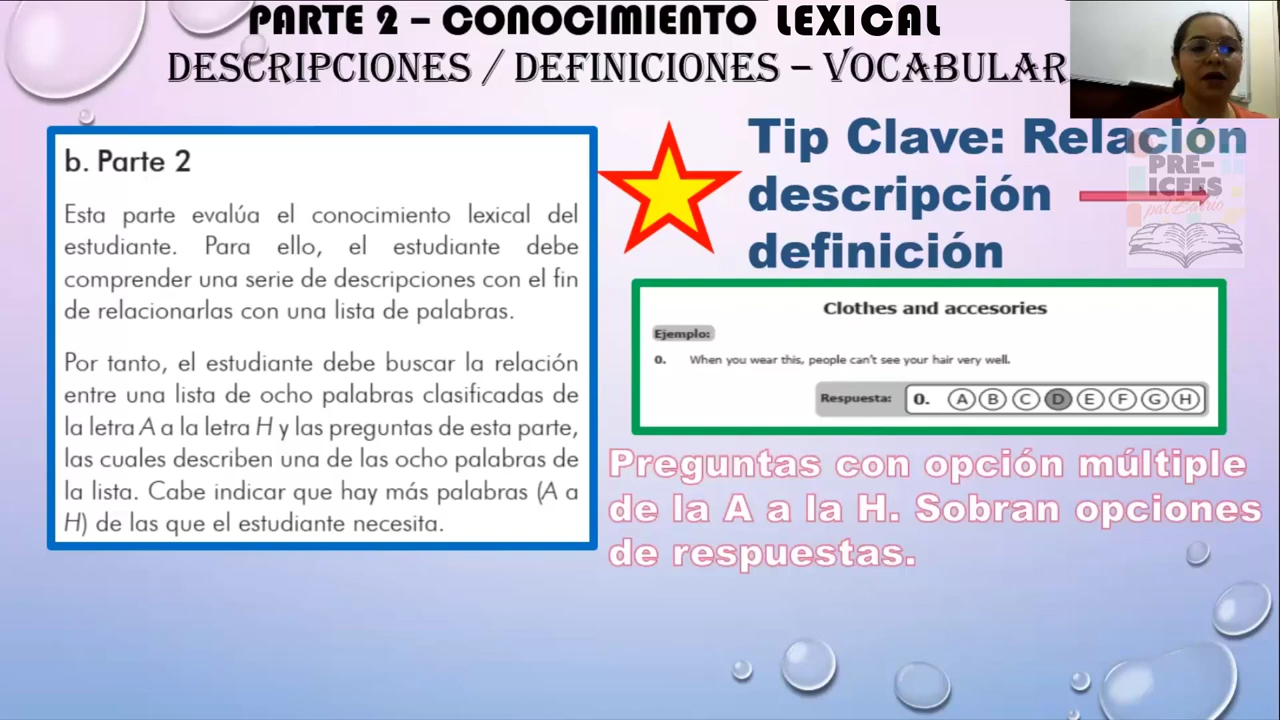 PARTE 2 – CONOCIMIENTO LEXICAL
DESCRIPCIONES / DEFINICIONES – VOCABULAR
b. Parte 2
Esta parte evalúa el conocimiento lexical del
estudiante. Para ello, el estudiante debe
comprender una serie de descripciones con el fin
de relacionarlas con una lista de palabras.
Por tanto, el estudiante debe buscar la relación
entre una lista de ocho palabras clasificadas de
la letra A a la letra H y las preguntas de esta parte,
las cuales describen una de las ocho palabras de
la lista. Cabe indicar que hay más palabras (A a
H) de las que el estudiante necesita.
Tip Clave: Relación
descripción
definición
PRE-
ICFES
pal Barrio
Clothes and accesories
Ejemplo:
0. When you wear this, people can't see your hair very well.
Respuesta: 0. A B C D E F G H
Preguntas con opción múltiple
de la A a la H. Sobran opciones
de respuestas.